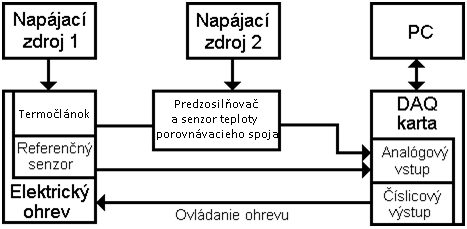 Napájací
zdroj 1
Napájací
zdroj 2
PC
Termočlánok
Referenčný
senzor
Elektrický
ohrev
Predzosilňovač
a senzor teploty
porovnávacieho spoja
DAQ
karta
Analógový
vstup
Číslicový
výstup
Ovládanie ohrevu